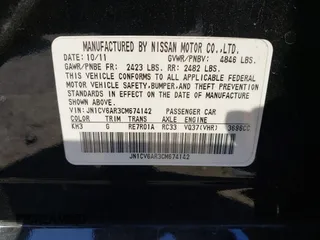 MANUFACTURED BY NISSAN MOTOR CO.,LTD.
DATE: 10/11 GVWR/PNBV: 4846 LBS.
GAWR/PNBE FR: 2423 LBS. RR: 2482 LBS.
THIS VEHICLE CONFORMS TO ALL APPLICABLE FEDERAL
MOTOR VEHICLE SAFETY, BUMPER, AND THEFT PREVENTION
STANDARDS IN EFFECT ON THE DATE OF MANUFACTURE
SHOWN ABOVE.
VIN: JN1CV6AR3CM674142 PASSENGER CAR
COLOR TRIM TRANS AXLE ENGINE
KH3 G RE7R01A RC33 VQ37(VHR) 3696CC
JN1CV6AR3CM674142